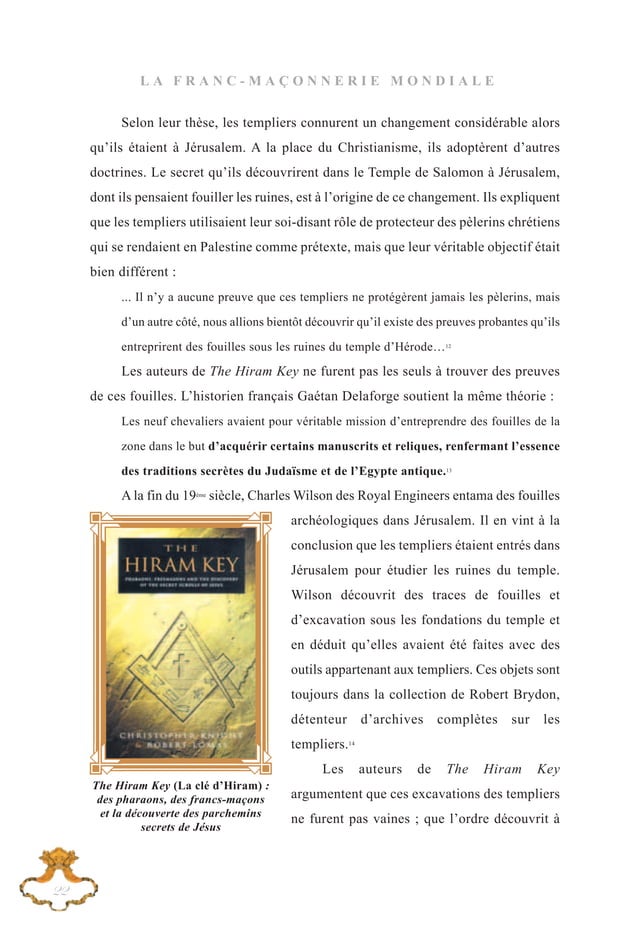 LA FRANC-MAÇONNERIE MONDIALE
Selon leur thèse, les templiers connurent un changement considérable alors
qu’ils étaient à Jérusalem. A la place du Christianisme, ils adoptèrent d’autres
doctrines. Le secret qu’ils découvrirent dans le Temple de Salomon à Jérusalem,
dont ils pensaient fouiller les ruines, est à l’origine de ce changement. Ils expliquent
que les templiers utilisaient leur soi-disant rôle de protecteur des pèlerins chrétiens
qui se rendaient en Palestine comme prétexte, mais que leur véritable objectif était
bien différent :
... Il n’y a aucune preuve que ces templiers ne protégèrent jamais les pèlerins, mais
d’un autre côté, nous allions bientôt découvrir qu’il existe des preuves probantes qu’ils
entreprirent des fouilles sous les ruines du temple d’Hérode…12
Les auteurs de The Hiram Key ne furent pas les seuls à trouver des preuves
de ces fouilles. L’historien français Gaétan Delaforge soutient la même théorie :
Les neuf chevaliers avaient pour véritable mission d’entreprendre des fouilles de la
zone dans le but d’acquérir certains manuscrits et reliques, renfermant l’essence
des traditions secrètes du Judaïsme et de l’Egypte antique.13
A la fin du 19ème siècle, Charles Wilson des Royal Engineers entama des fouilles
archéologiques dans Jérusalem. Il en vint à la
conclusion que les templiers étaient entrés dans
Jérusalem pour étudier les ruines du temple.
Wilson découvrit des traces de fouilles et
d’excavation sous les fondations du temple et
en déduit qu’elles avaient été faites avec des
outils appartenant aux templiers. Ces objets sont
toujours dans la collection de Robert Brydon,
détenteur d’archives complètes sur les
templiers.14
Les auteurs de The Hiram Key
argumentent que ces excavations des templiers
ne furent pas vaines ; que l’ordre découvrit à
THE
HIRAM KEY
PHARAOHS, FREEMASONS AND THE DISCOVERY
OF THE SECRET SCROLLS OF JESUS
CHRISTOPHER KNIGHT
& ROBERT LOMAS
The Hiram Key (La clé d’Hiram) :
des pharaons, des francs-maçons
et la découverte des parchemins
secrets de Jésus
22